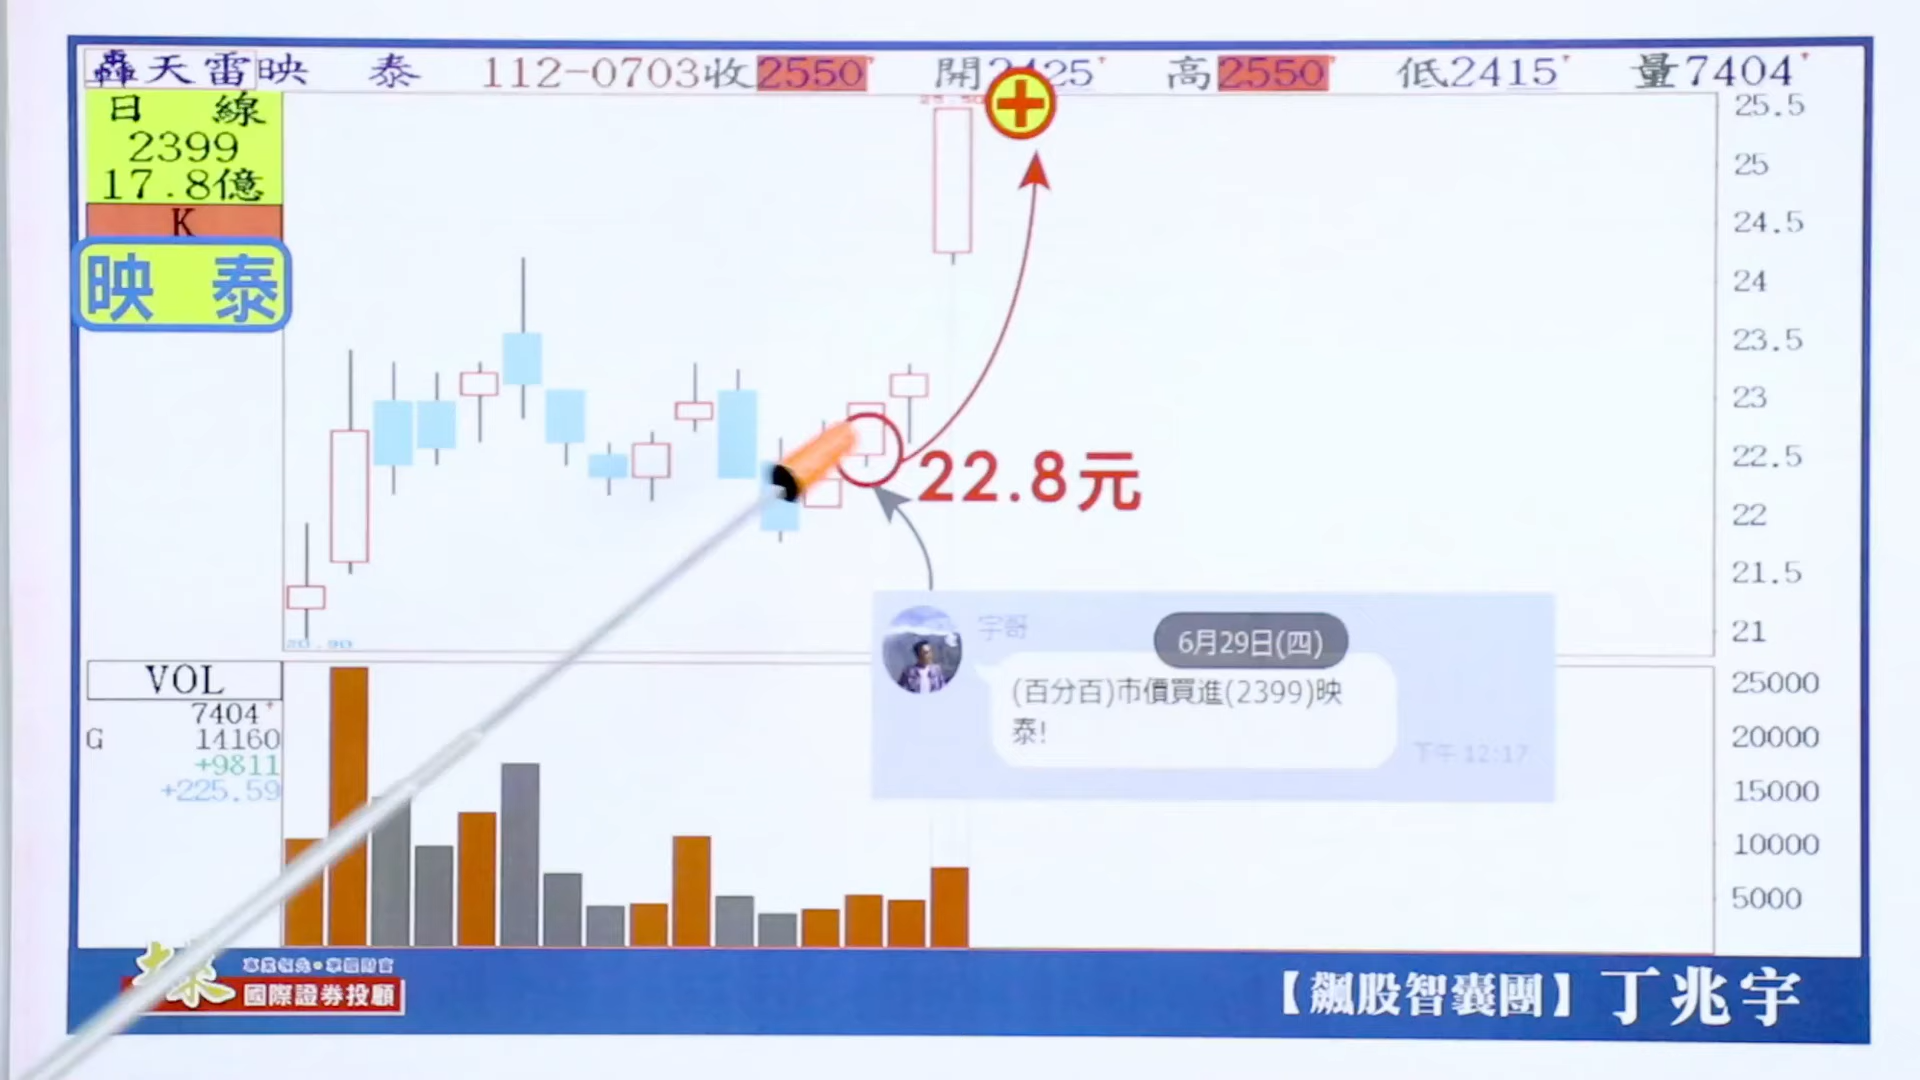 轟天雷映 泰 112-0703收2550 開2425 高2550 低2415 量7404
日 線
2399
17.8億
K
映 泰
25.50
25.5
25
24.5
24
23.5
23
22.5
22
21.5
21
22.8元
20.90
宇哥
6月29日(四)
(百分百)市價買進(2399)映
泰!
下午 12:17
VOL
7404
G 14160
+9811
+225.59
25000
20000
15000
10000
5000
國際證券投顧
【飆股智囊團】丁兆宇